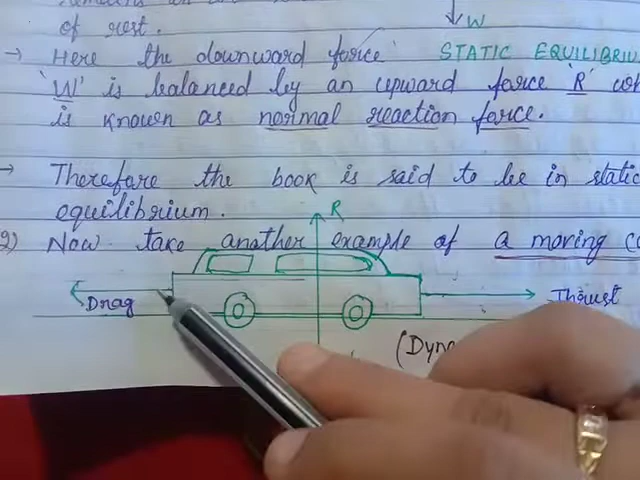 of rest.
W
→ Here the downward force STATIC EQUILIBRIU
'W' is balanced by an upward force 'R'
is known as normal reaction force.
→ Therefore the book is said to be in static
equilibrium.
R
2) Now take another example of a moving
Drag
Thrust
(Dyn